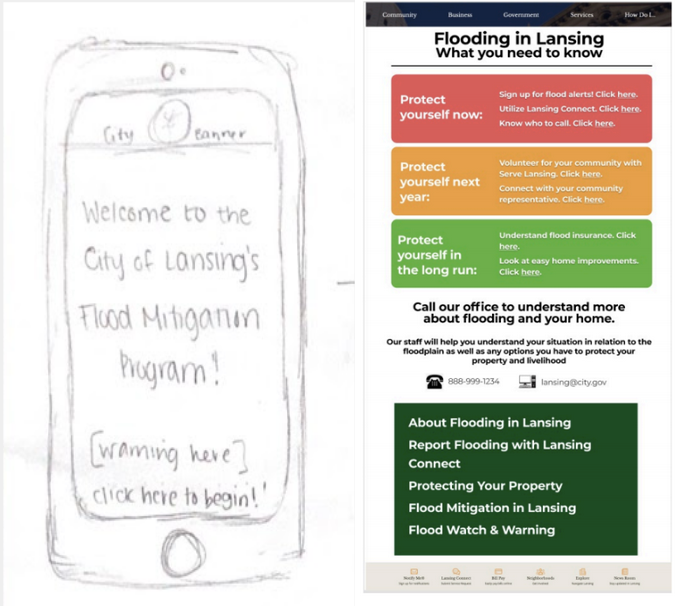 City Banner
Welcome to the
City of Lansing's
Flood Mitigation
Program!
[warning here]
click here to begin!'
Community Business Government Services How Do I...
Flooding in Lansing
What you need to know
Protect
yourself now:
Sign up for flood alerts! Click here.
Utilize Lansing Connect. Click here.
Know who to call. Click here.
Protect
yourself next
year:
Volunteer for your community with
Serve Lansing. Click here.
Connect with your community
representative. Click here.
Protect
yourself in
the long run:
Understand flood insurance. Click
here.
Look at easy home improvements.
Click here.
Call our office to understand more
about flooding and your home.
Our staff will help you understand your situation in relation to the
floodplain as well as any options you have to protect your
property and livelihood
888-999-1234 lansing@city.gov
About Flooding in Lansing
Report Flooding with Lansing
Connect
Protecting Your Property
Flood Mitigation in Lansing
Flood Watch & Warning
Notify Me® Lansing Connect Bill Pay Neighborhoods Explore News Room